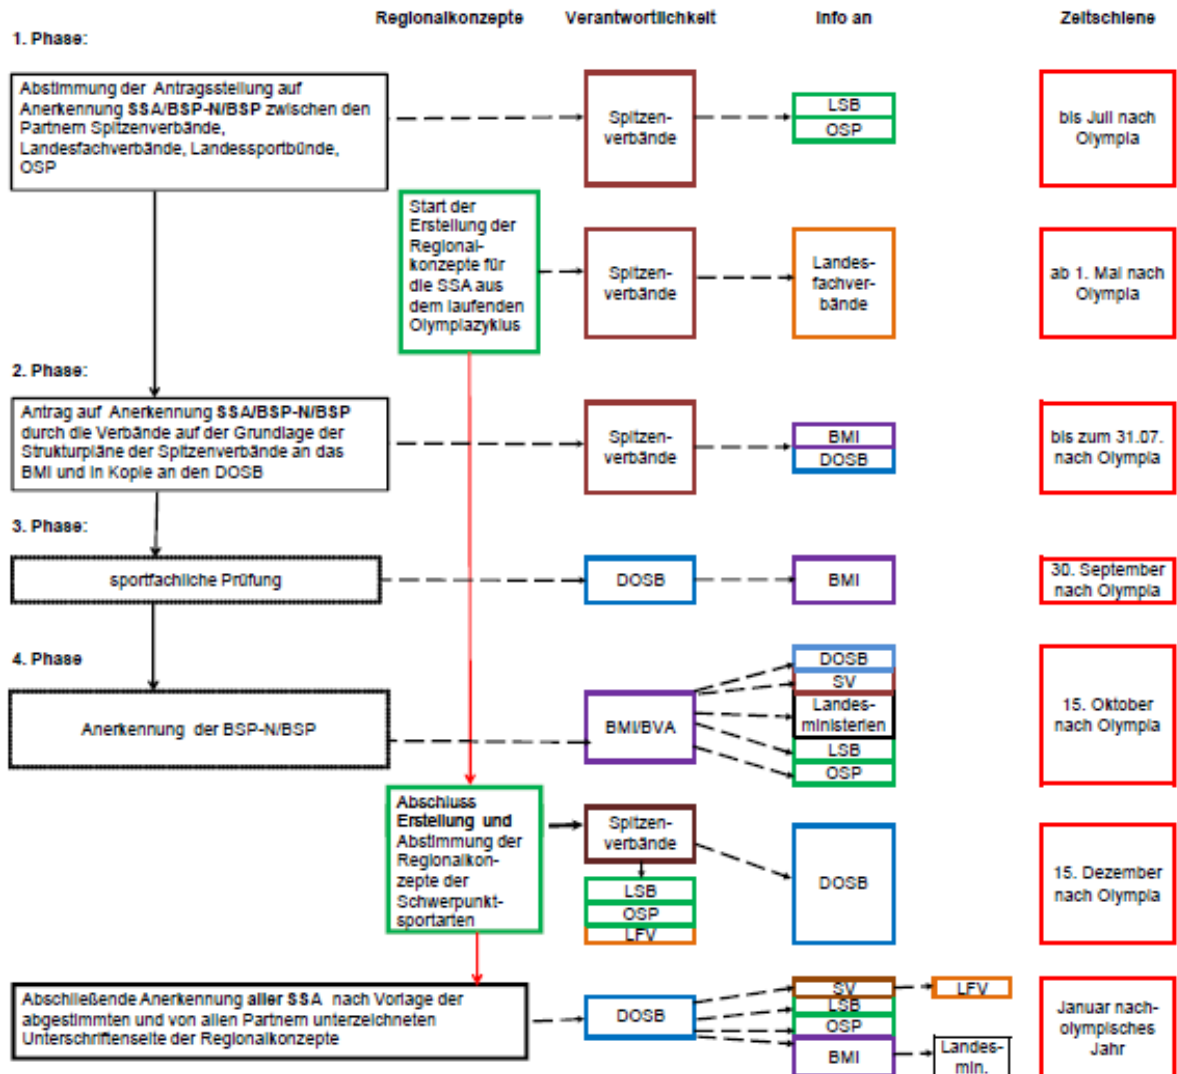 Regionalkonzepte
Verantwortlichkeit
Info an
Zeitschiene
1. Phase:
Abstimmung der Antragsstellung auf
Anerkennung SSA/BSP-N/BSP zwischen den
Partnern Spitzenverbände,
Landesfachverbände, Landessportbünde,
OSP
Spitzen-
verbände
LSB
OSP
bis Juli nach
Olympia
Start der
Erstellung der
Regional-
konzepte für
die SSA aus
dem laufenden
Olympiazyklus
Spitzen-
verbände
Landes-
fachver-
bände
ab 1. Mai nach
Olympia
2. Phase:
Antrag auf Anerkennung SSA/BSP-N/BSP
durch die Verbände auf der Grundlage der
Strukturpläne der Spitzenverbände an das
BMI und in Kopie an den DOSB
Spitzen-
verbände
BMI
DOSB
bis zum 31.07.
nach Olympia
3. Phase:
sportfachliche Prüfung
DOSB
BMI
30. September
nach Olympia
4. Phase
Anerkennung der BSP-N/BSP
BMI/BVA
DOSB
SV
Landes-
ministerien
LSB
OSP
15. Oktober
nach Olympia
Abschluss
Erstellung und
Abstimmung der
Regionalkon-
zepte der
Schwerpunkt-
sportarten
Spitzen-
verbände
LSB
OSP
LFV
DOSB
15. Dezember
nach Olympia
Abschließende Anerkennung aller SSA nach Vorlage der
abgestimmten und von allen Partnern unterzeichneten
Unterschriftenseite der Regionalkonzepte
DOSB
SV
LFV
LSB
OSP
BMI
Landes-
min.
Januar nach-
olympisches
Jahr